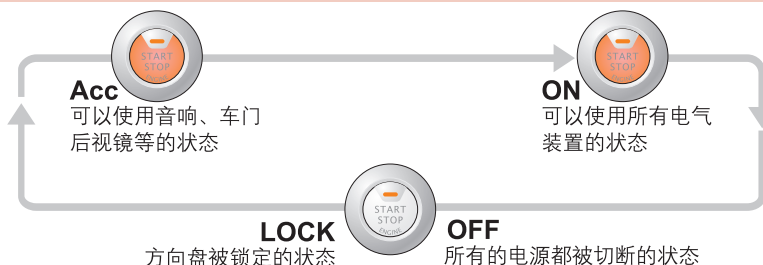 START
STOP
ENGINE
Acc
可以使用音响、车门
后视镜等的状态
START
STOP
ENGINE
ON
可以使用所有电气
装置的状态
START
STOP
ENGINE
LOCK
方向盘被锁定的状态
OFF
所有的电源都被切断的状态